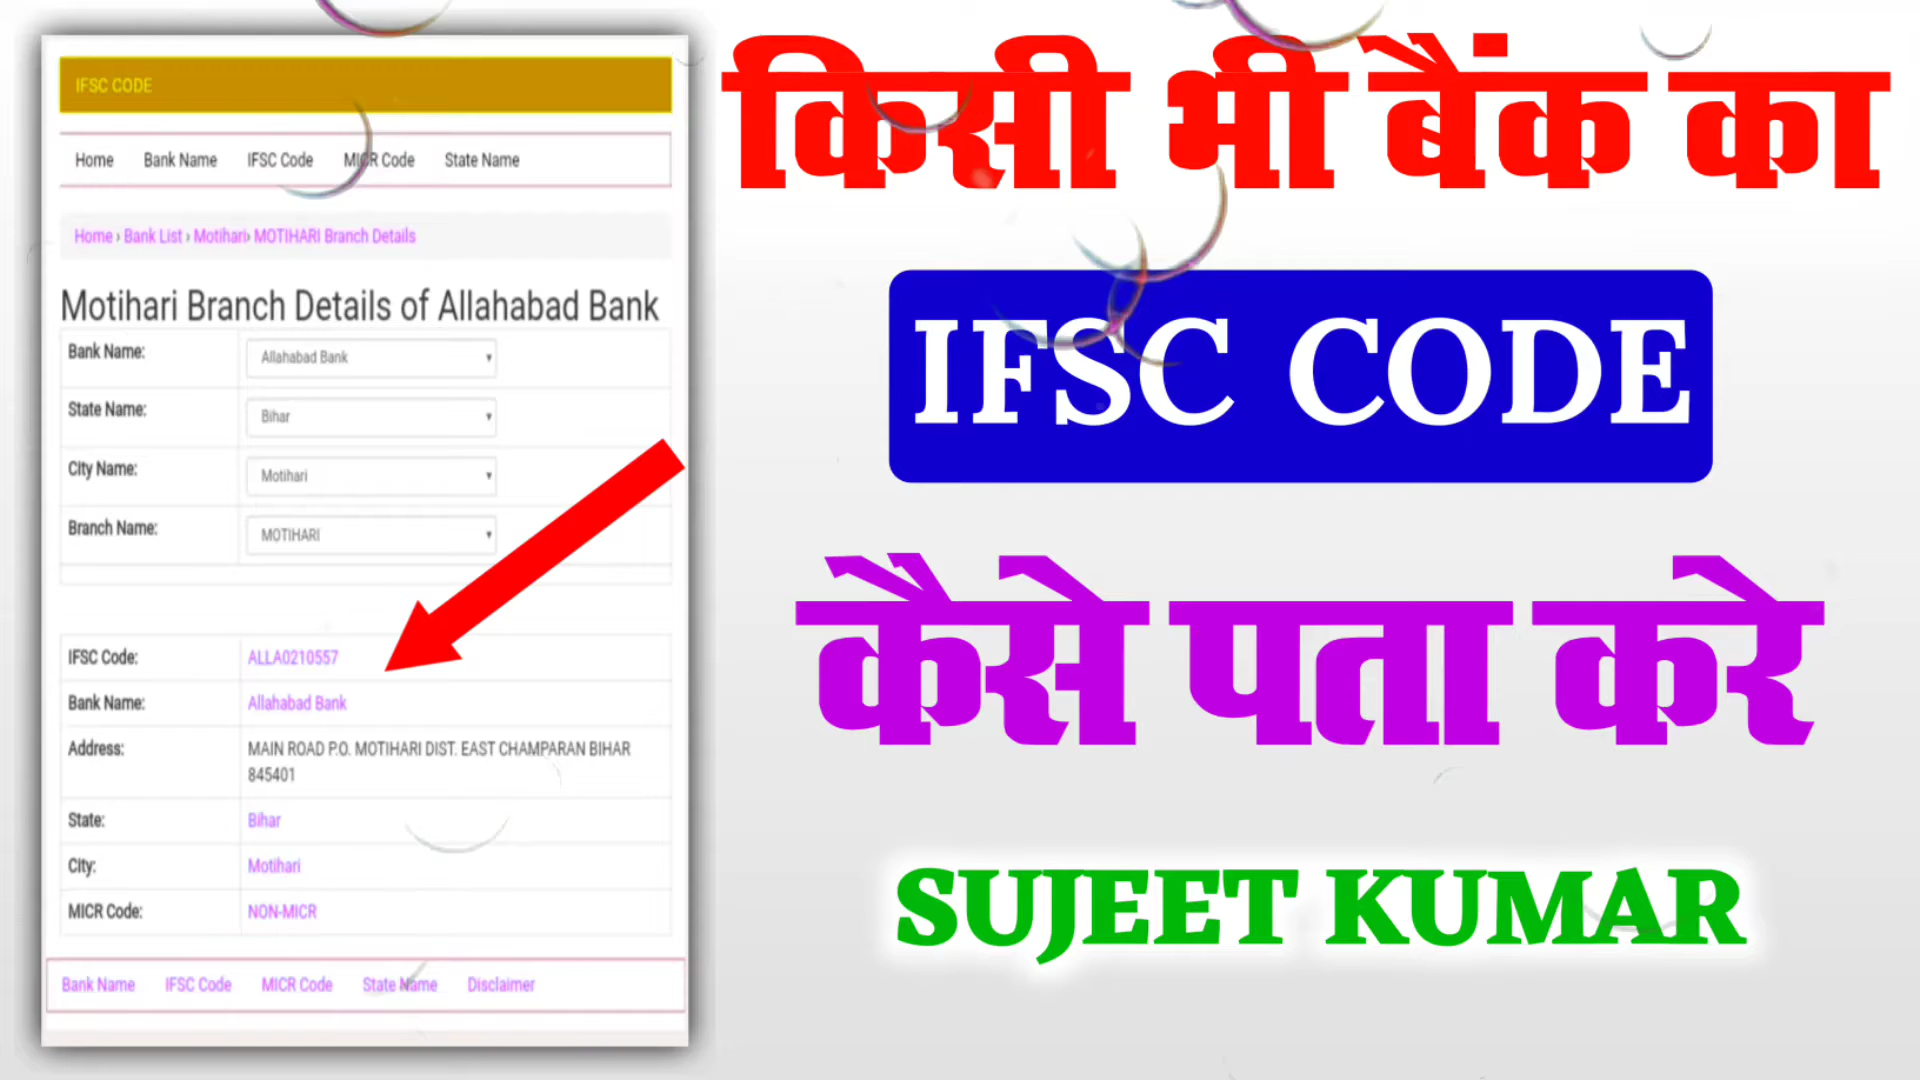 IFSC CODE
Home Bank Name IFSC Code MICR Code State Name
Home › Bank List › Motihari› MOTIHARI Branch Details
Motihari Branch Details of Allahabad Bank
Bank Name: Allahabad Bank
State Name: Bihar
City Name: Motihari
Branch Name: MOTIHARI
IFSC Code: ALLA0210557
Bank Name: Allahabad Bank
Address: MAIN ROAD P.O. MOTIHARI DIST. EAST CHAMPARAN BIHAR
845401
State: Bihar
City: Motihari
MICR Code: NON-MICR
Bank Name IFSC Code MICR Code State Name Disclaimer
किसी भी बैंक का
IFSC CODE
कैसे पता करे
SUJEET KUMAR